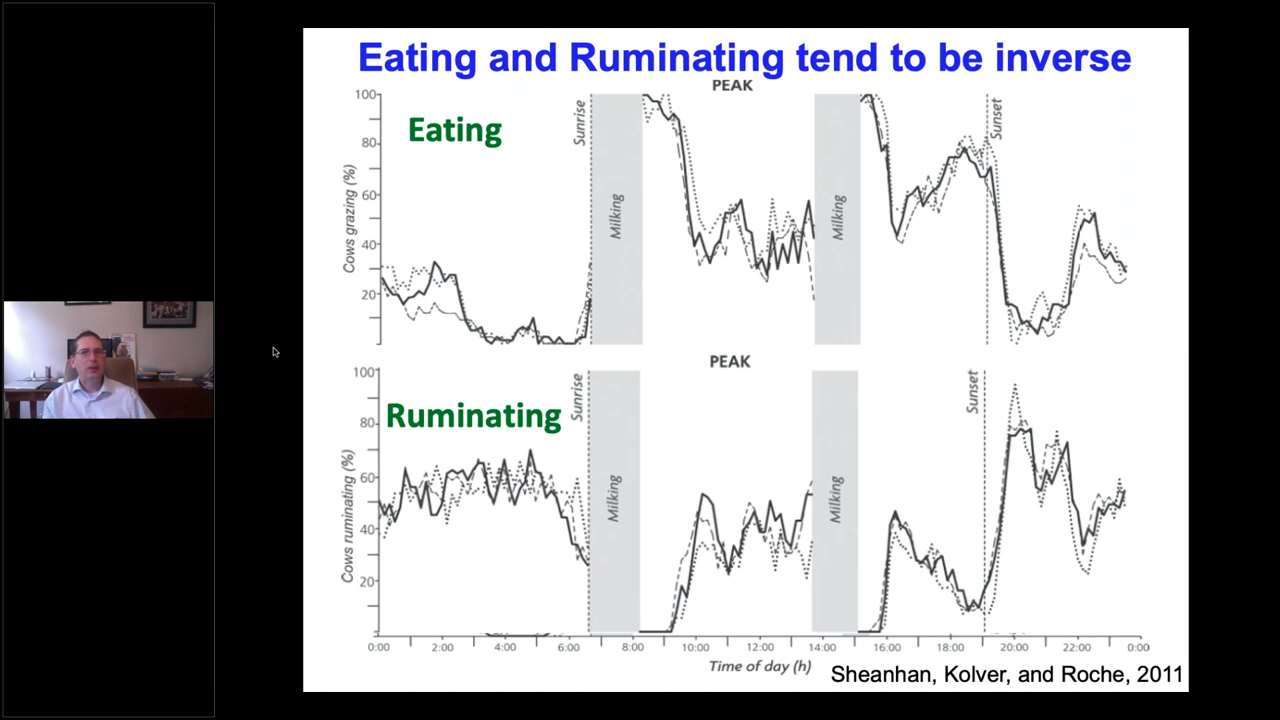 Eating and Ruminating tend to be inverse
PEAK
Eating
Cows grazing (%)
100
80
60
40
20
Sunrise
Milking
Milking
Sunset
PEAK
Ruminating
Cows ruminating (%)
100
80
60
40
20
Sunrise
Milking
Milking
Sunset
0:00 2:00 4:00 6:00 8:00 10:00 12:00 14:00 16:00 18:00 20:00 22:00 0:00
Time of day (h)
Sheanhan, Kolver, and Roche, 2011